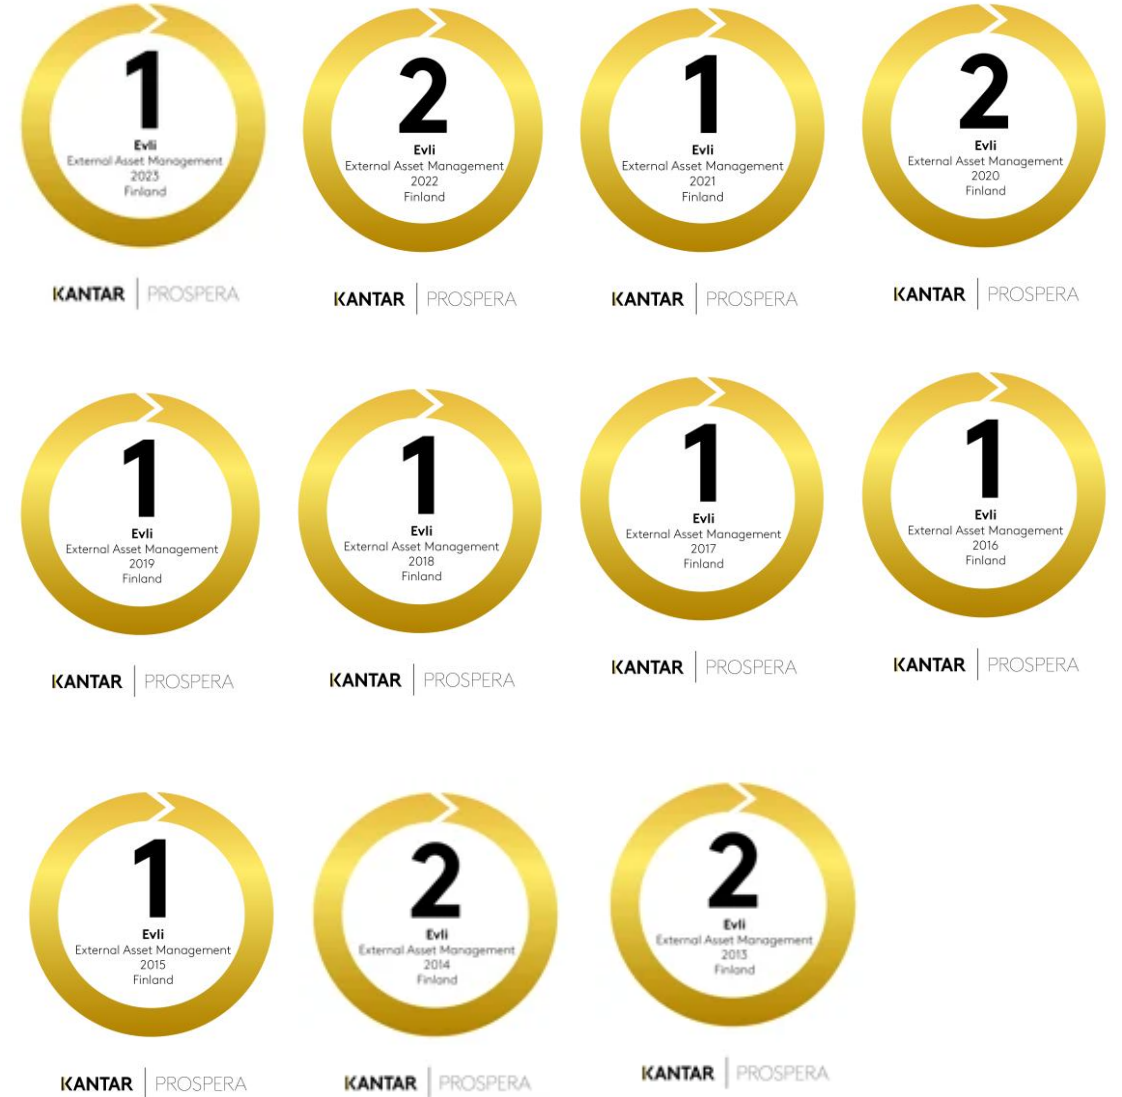 1
Evli
External Asset Management
2023
Finland
KANTAR | PROSPERA
2
Evli
External Asset Management
2022
Finland
KANTAR | PROSPERA
1
Evli
External Asset Management
2021
Finland
KANTAR | PROSPERA
2
Evli
External Asset Management
2020
Finland
KANTAR | PROSPERA
1
Evli
External Asset Management
2019
Finland
KANTAR | PROSPERA
1
Evli
External Asset Management
2018
Finland
KANTAR | PROSPERA
1
Evli
External Asset Management
2017
Finland
KANTAR | PROSPERA
1
Evli
External Asset Management
2016
Finland
KANTAR | PROSPERA
1
Evli
External Asset Management
2015
Finland
KANTAR | PROSPERA
2
Evli
External Asset Management
2014
Finland
KANTAR | PROSPERA
2
Evli
External Asset Management
2013
Finland
KANTAR | PROSPERA